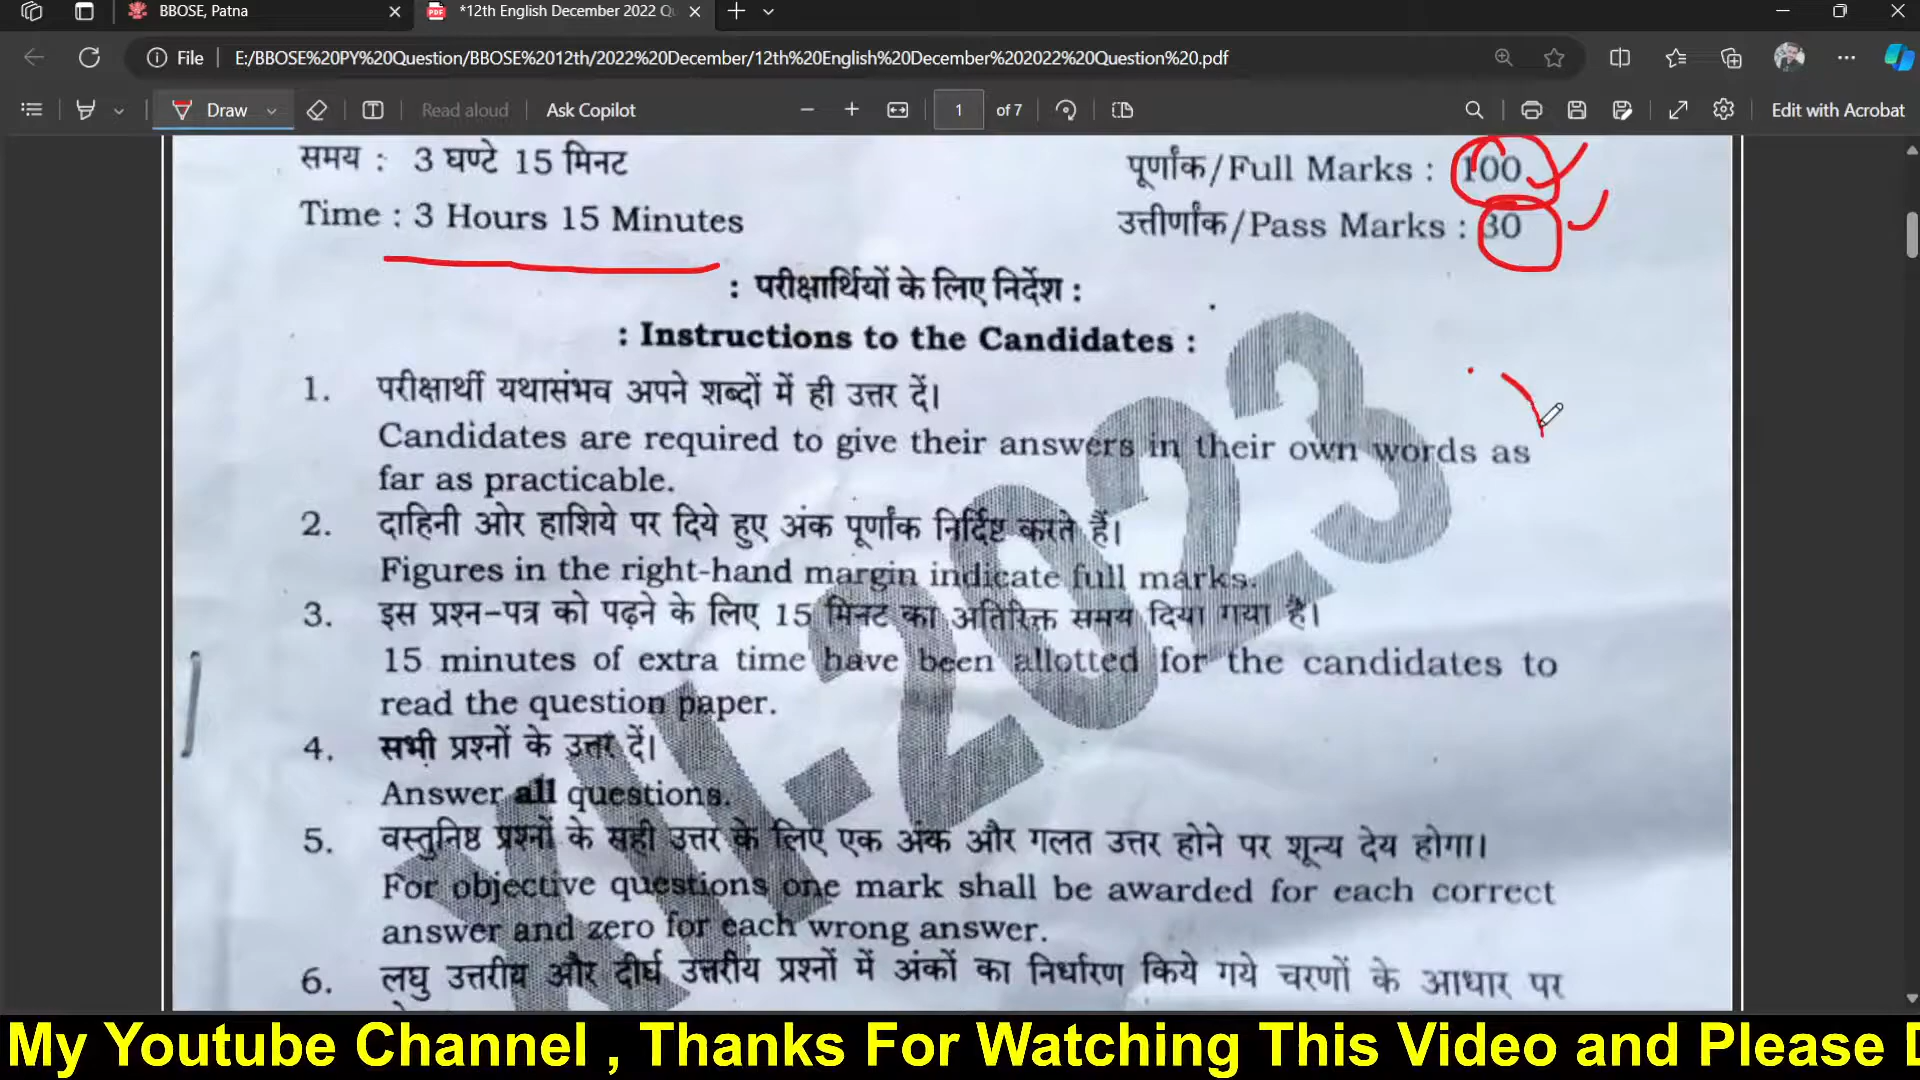 BBOSE, Patna
*12th English December 2022 Qu
File
E:/BBOSE%20PY%20Question/BBOSE%2012th/2022%20December/12th%20English%20December%202022%20Question%20.pdf
Draw
Read aloud
Ask Copilot
1
of 7
Edit with Acrobat
समय : 3 घण्टे 15 मिनट
पूर्णांक/Full Marks : 100
Time : 3 Hours 15 Minutes
उत्तीर्णांक/Pass Marks : 30
: परीक्षार्थियों के लिए निर्देश :
: Instructions to the Candidates :
1. परीक्षार्थी यथासंभव अपने शब्दों में ही उत्तर दें।
Candidates are required to give their answers in their own words as
far as practicable.
2. दाहिनी ओर हाशिये पर दिये हुए अंक पूर्णांक निर्दिष्ट करते हैं।
Figures in the right-hand margin indicate full marks.
3. इस प्रश्न-पत्र को पढ़ने के लिए 15 मिनट का अतिरिक्त समय दिया गया है।
15 minutes of extra time have been allotted for the candidates to
read the question paper.
4. सभी प्रश्नों के उत्तर दें।
Answer all questions.
5. वस्तुनिष्ठ प्रश्नों के सही उत्तर के लिए एक अंक और गलत उत्तर होने पर शून्य देय होगा।
For objective questions one mark shall be awarded for each correct
answer and zero for each wrong answer.
6. लघु उत्तरीय और दीर्घ उत्तरीय प्रश्नों में अंकों का निर्धारण किये गये चरणों के आधार पर
XII-2023
My Youtube Channel , Thanks For Watching This Video and Please